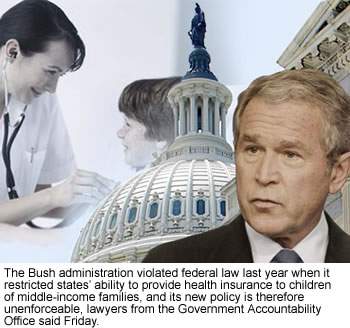 The Bush administration violated federal law last year when it
restricted states' ability to provide health insurance to children
of middle-income families, and its new policy is therefore
unenforceable, lawyers from the Government Accountability
Office said Friday.